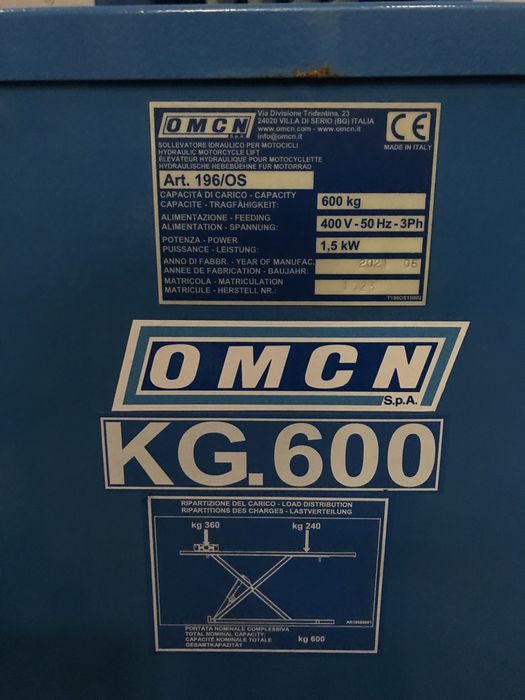 OMCN S.p.A.
Via Divisione Tridentina, 23
24020 VILLA DI SERIO (BG) ITALIA
www.omcn.com - www.omcn.it
info@omcn.it
CE
MADE IN ITALY
SOLLEVATORE IDRAULICO PER MOTOCICLI
HYDRAULIC MOTORCYCLE LIFT
ÉLÉVATEUR HYDRAULIQUE POUR MOTOCYCLETTE
HYDRAULISCHE HEBEBÜHNE FÜR MOTORRAD
Art. 196/OS
CAPACITÀ DI CARICO - CAPACITY
CAPACITE - TRAGFÄHIGKEIT:
600 kg
ALIMENTAZIONE - FEEDING
ALIMENTATION - SPANNUNG:
400 V - 50 Hz - 3Ph
POTENZA - POWER
PUISSANCE - LEISTUNG:
1,5 kW
ANNO DI FABBR. - YEAR OF MANUFAC.
ANNEE DE FABRICATION - BAUJAHR:
MATRICOLA - MATRICULATION
MATRICULE - HERSTELL NR.:
OMCN
S.p.A.
KG.600
RIPARTIZIONE DEL CARICO - LOAD DISTRIBUTION
RIPARTITIONS DES CHARGES - LASTVERTEILUNG
kg 360
kg 240
PORTATA NOMINALE COMPLESSIVA
TOTAL NOMINAL CAPACITY:
CAPACITÉ NOMINALE TOTALE
GESAMTKAPAZITÄT
kg 600